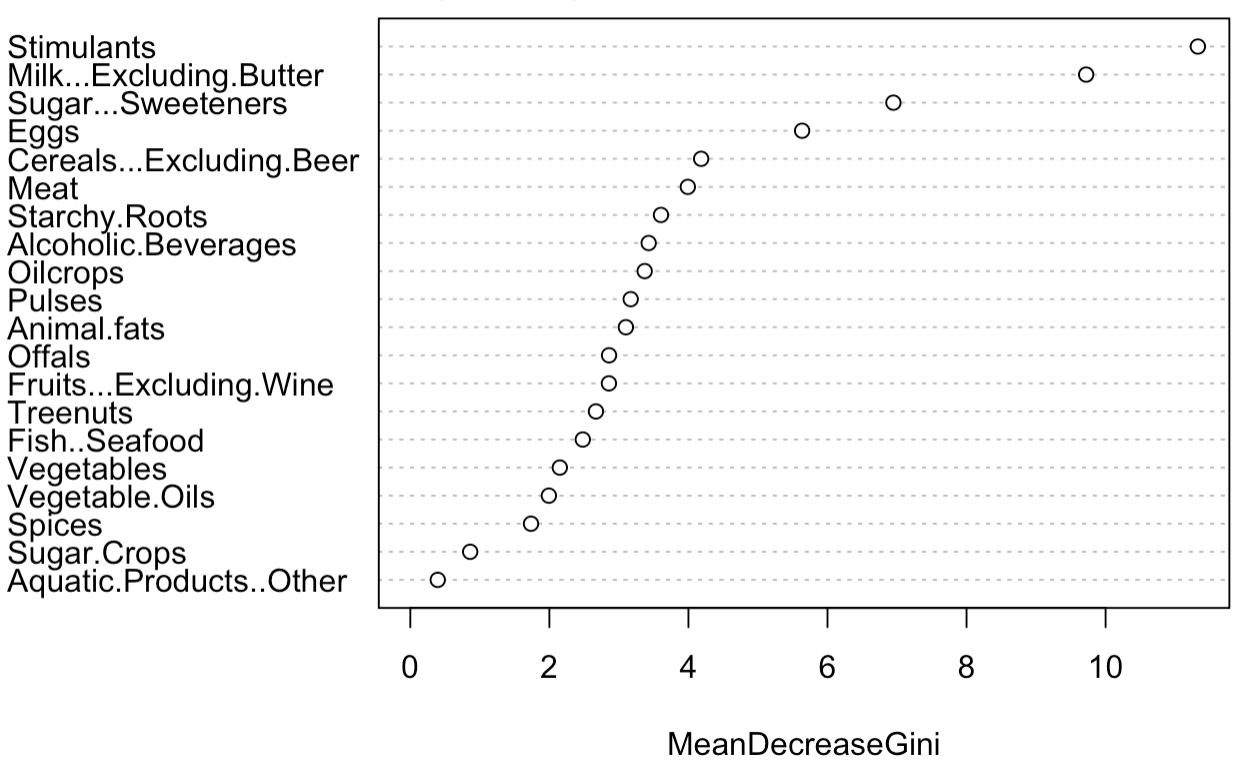 Stimulants
Milk...Excluding.Butter
Sugar...Sweeteners
Eggs
Cereals...Excluding.Beer
Meat
Starchy.Roots
Alcoholic.Beverages
Oilcrops
Pulses
Animal.fats
Offals
Fruits...Excluding.Wine
Treenuts
Fish..Seafood
Vegetables
Vegetable.Oils
Spices
Sugar.Crops
Aquatic.Products..Other
0 2 4 6 8 10
MeanDecreaseGini